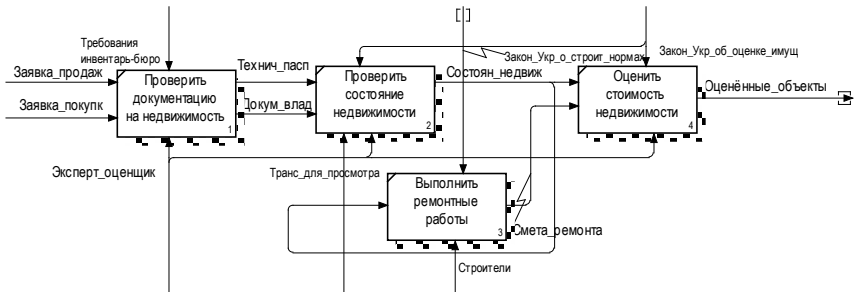 Требования
инвентарь-бюро
Заявка_продаж
Заявка_покупк
Проверить
документацию
на недвижимость
1
Технич_пасп
Докум_влад
Проверить
состояние
недвижимости
2
Закон_Укр_о_строит_нормах
Состоян_недвиж
Закон_Укр_об_оценке_имущ
Оценить
стоимость
недвижимости
4
Оценённые_объекты
Эксперт_оценщик
Транс_для_просмотра
Выполнить
ремонтные
работы
3
Смета_ремонта
Строители